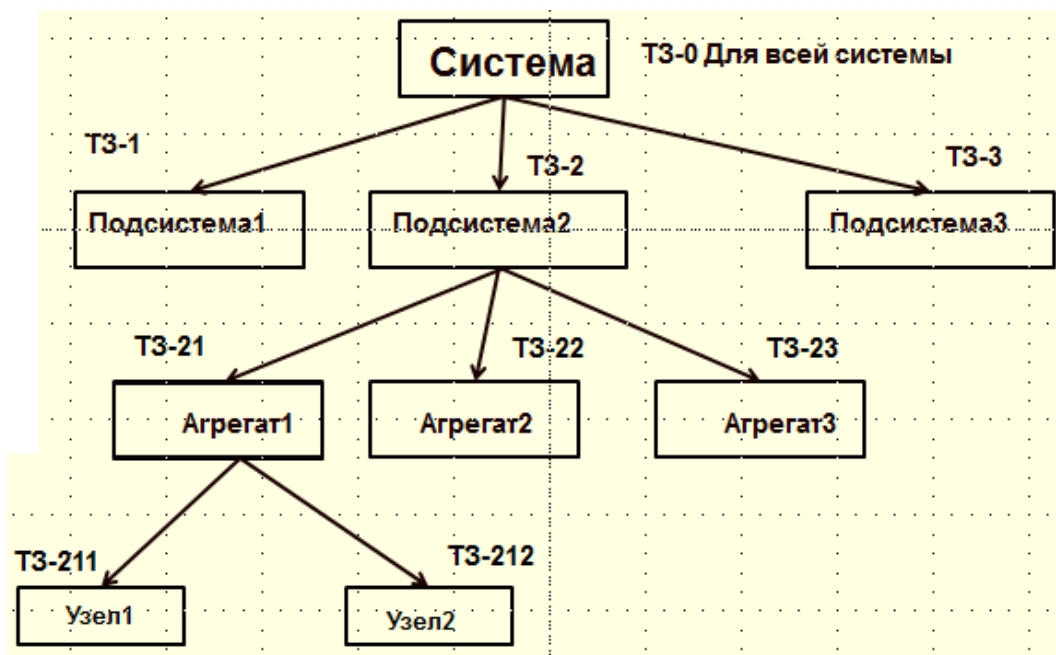 Система
ТЗ-0 Для всей системы
ТЗ-1
ТЗ-2
ТЗ-3
Подсистема1
Подсистема2
Подсистема3
ТЗ-21
ТЗ-22
ТЗ-23
Агрегат1
Агрегат2
Агрегат3
ТЗ-211
ТЗ-212
Узел1
Узел2